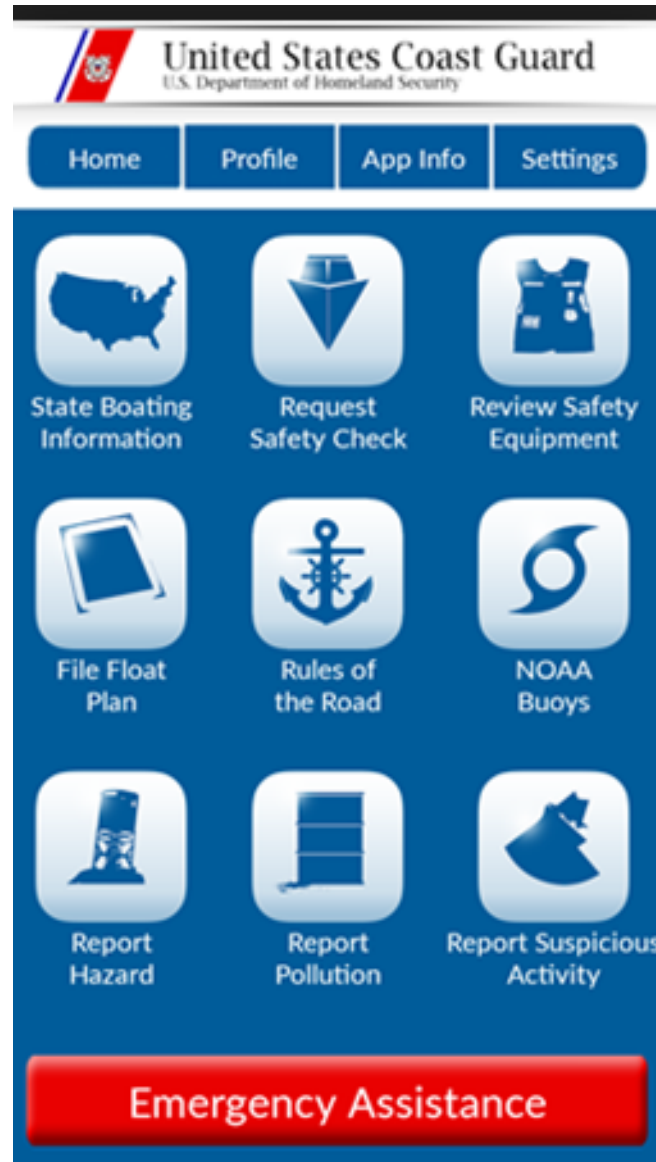 United States Coast Guard
U.S. Department of Homeland Security
Home Profile App Info Settings
State Boating
Information
Request
Safety Check
Review Safety
Equipment
File Float
Plan
Rules of
the Road
NOAA
Buoys
Report
Hazard
Report
Pollution
Report Suspicious
Activity
Emergency Assistance